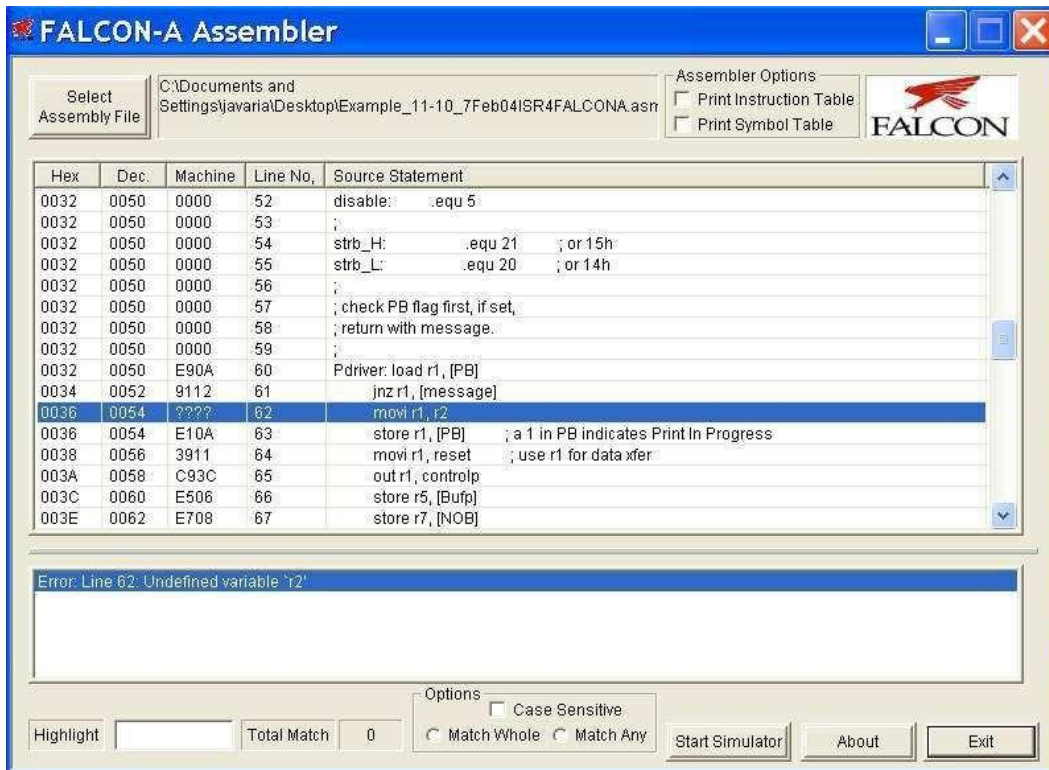 FALCON-A Assembler
Select
Assembly File
C:\Documents and
Settings\javaria\Desktop\Example_11-10_7Feb04ISR4FALCONA.asm
Assembler Options
Print Instruction Table
Print Symbol Table
FALCON
Hex Dec. Machine Line No, Source Statement
0032 0050 0000 52 disable: .equ 5
0032 0050 0000 53 ;
0032 0050 0000 54 strb_H: .equ 21 ; or 15h
0032 0050 0000 55 strb_L: .equ 20 ; or 14h
0032 0050 0000 56 ;
0032 0050 0000 57 ; check PB flag first, if set,
0032 0050 0000 58 ; return with message.
0032 0050 0000 59 ;
0032 0050 E90A 60 Pdriver: load r1, [PB]
0034 0052 9112 61 jnz r1, [message]
0036 0054 ???? 62 movi r1, r2
0036 0054 E10A 63 store r1, [PB] ; a 1 in PB indicates Print In Progress
0038 0056 3911 64 movi r1, reset ; use r1 for data xfer
003A 0058 C93C 65 out r1, controlp
003C 0060 E506 66 store r5, [Bufp]
003E 0062 E708 67 store r7, [NOB]
Error: Line 62: Undefined variable `r2'
Highlight
Total Match 0
Options
Case Sensitive
Match Whole Match Any
Start Simulator
About
Exit